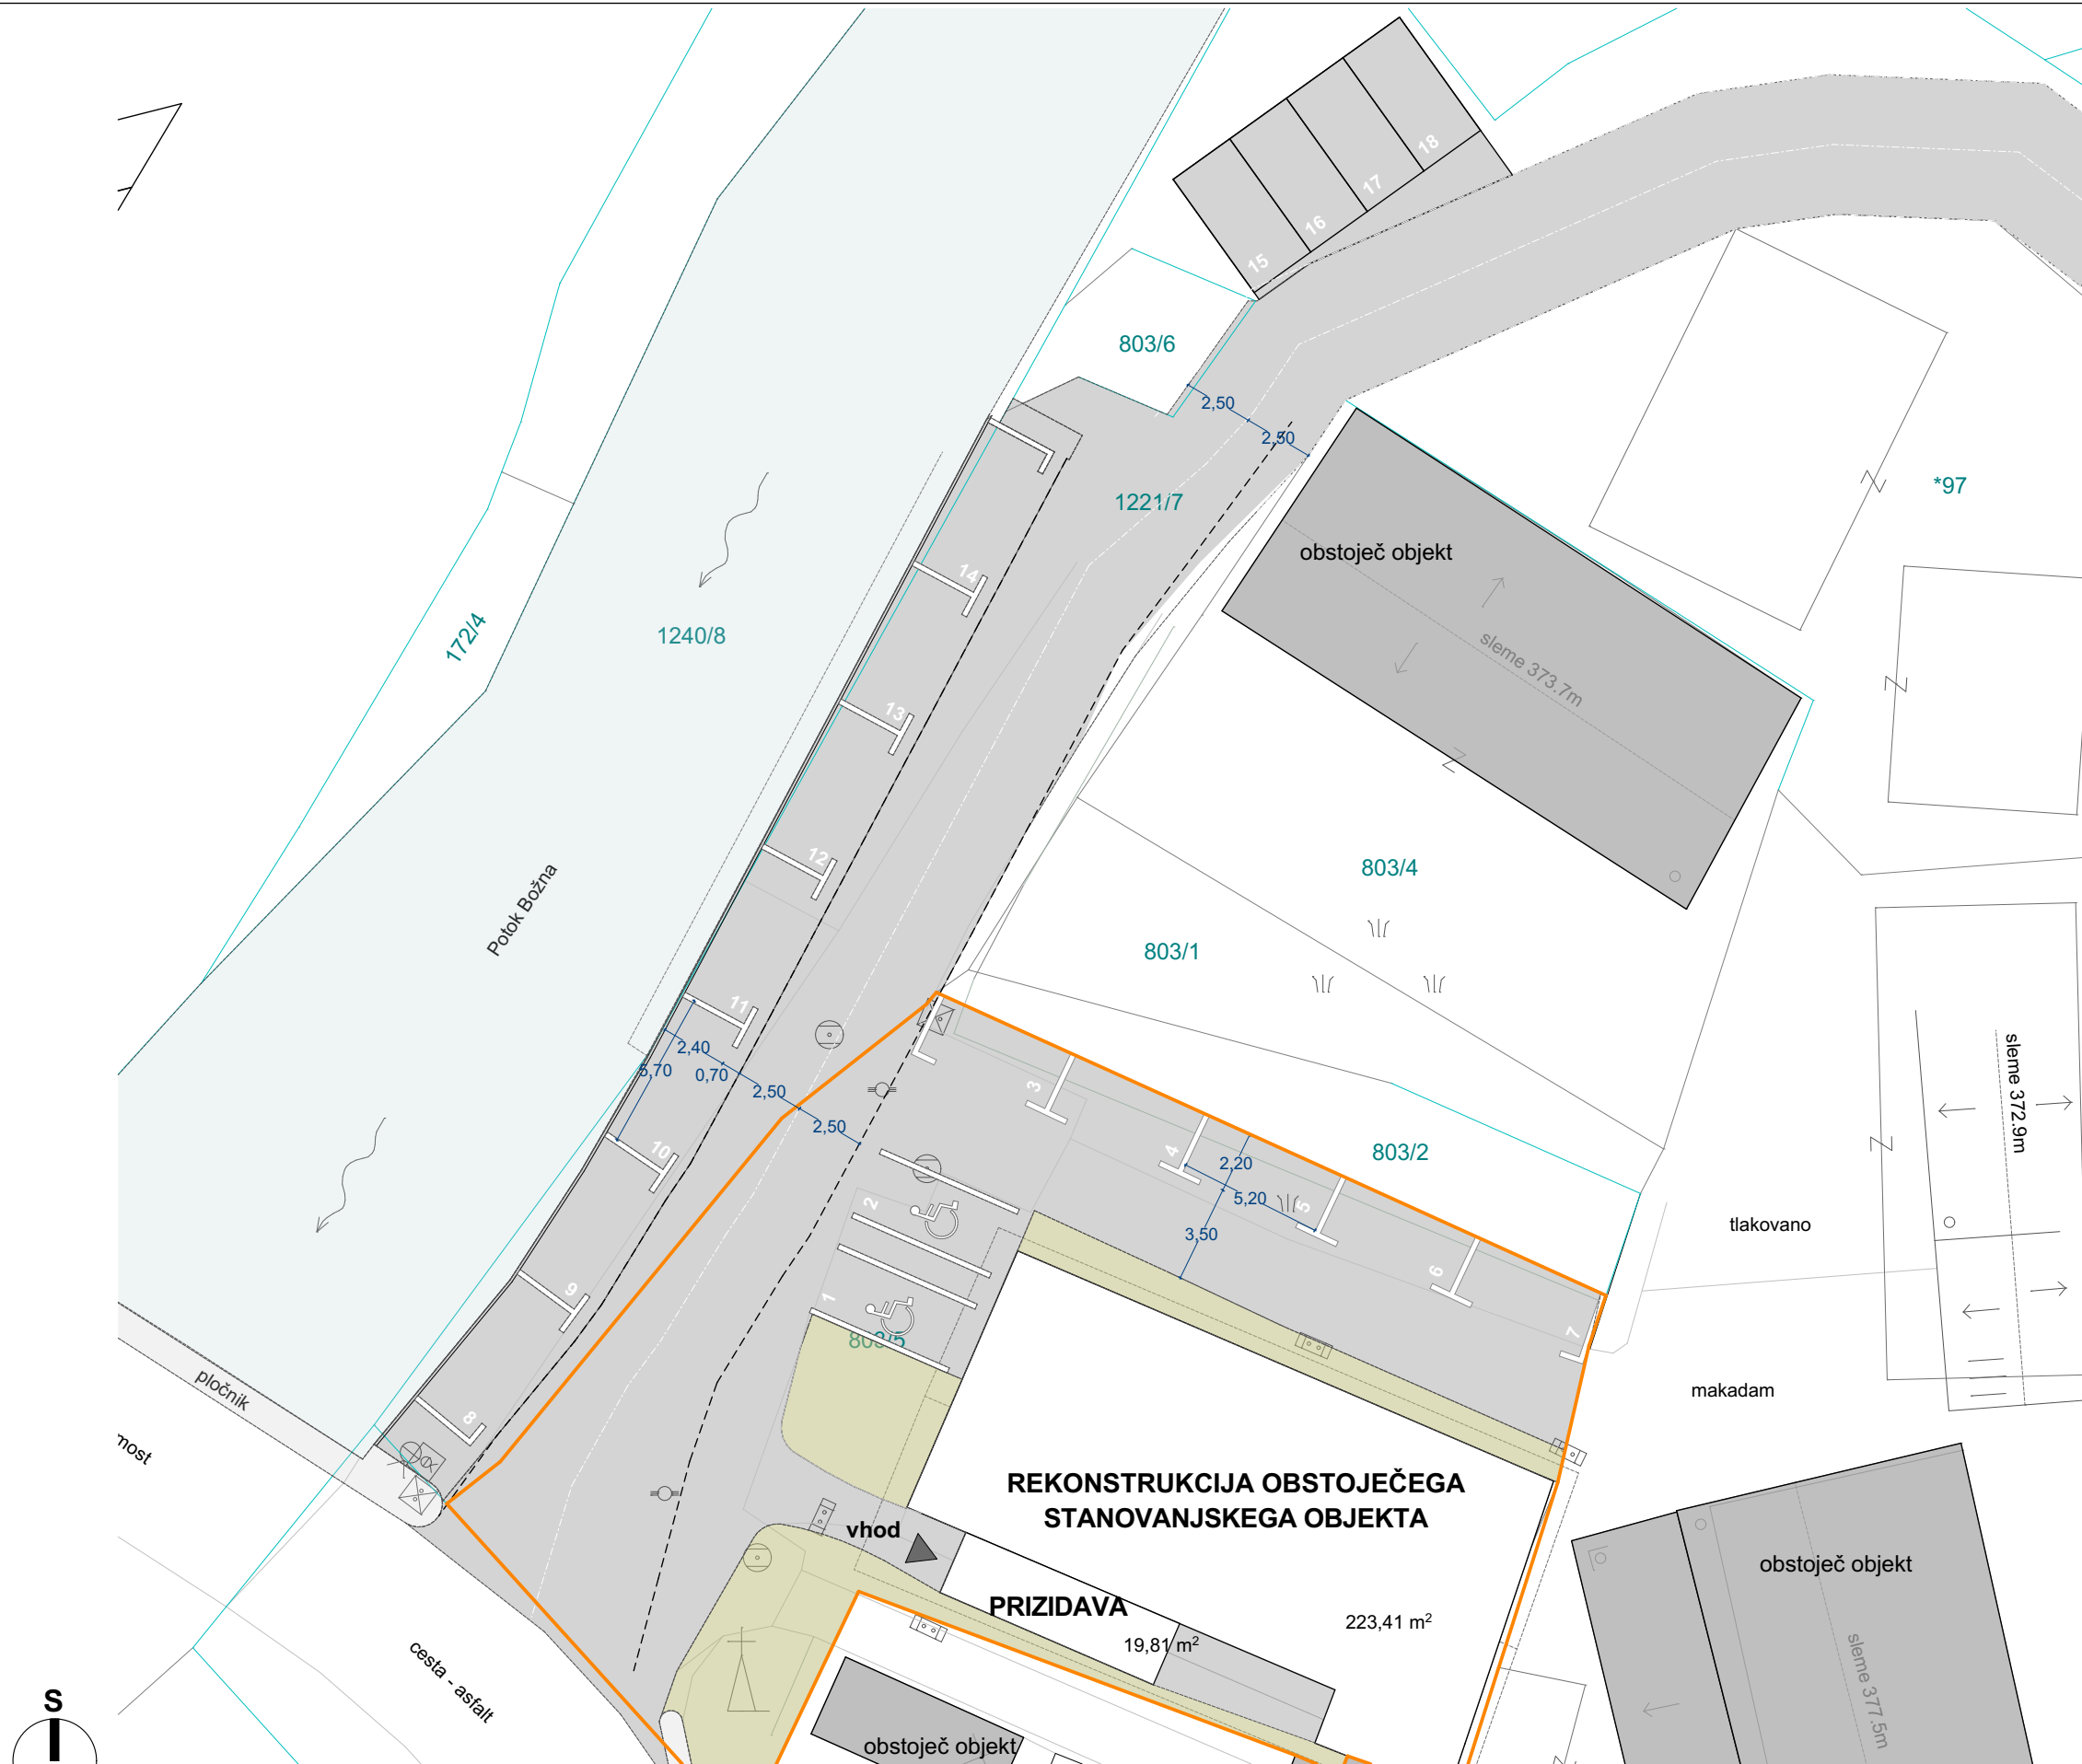 18
17
16
15
803/6
2,50
2,50
1221/7
*97
obstoječ objekt
14
172/4
1240/8
sleme 373.7m
13
12
803/4
Potok Božna
803/1
11
2,40
5,70
0,70
2,50
2,50
3
sleme 372.9m
10
4
2,20
803/2
5,20
5
3,50
2
tlakovano
6
9
1
803/5
7
pločnik
makadam
8
most
REKONSTRUKCIJA OBSTOJEČEGA
STANOVANJSKEGA OBJEKTA
vhod
obstoječ objekt
PRIZIDAVA
223,41 m²
19,81 m²
cesta - asfalt
sleme 377.5m
S
obstoječ objekt